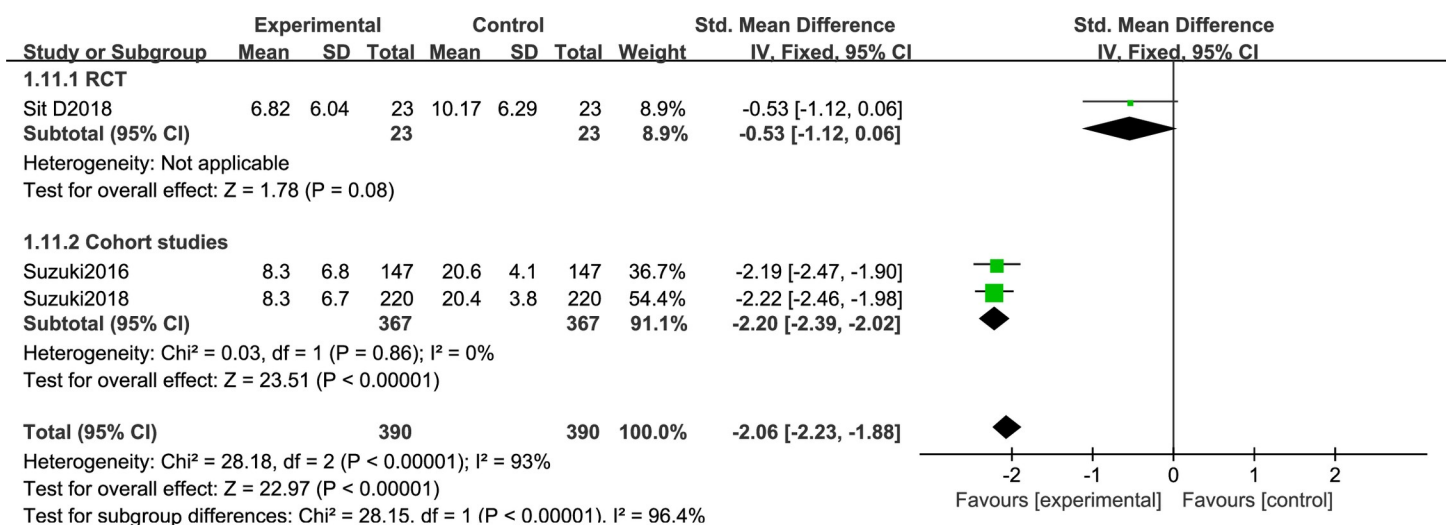 Experimental Control Std. Mean Difference Std. Mean Difference
Study or Subgroup Mean SD Total Mean SD Total Weight IV, Fixed, 95% CI IV, Fixed, 95% CI
1.11.1 RCT
Sit D2018 6.82 6.04 23 10.17 6.29 23 8.9% -0.53 [-1.12, 0.06]
Subtotal (95% CI) 23 23 8.9% -0.53 [-1.12, 0.06]
Heterogeneity: Not applicable
Test for overall effect: Z = 1.78 (P = 0.08)
1.11.2 Cohort studies
Suzuki2016 8.3 6.8 147 20.6 4.1 147 36.7% -2.19 [-2.47, -1.90]
Suzuki2018 8.3 6.7 220 20.4 3.8 220 54.4% -2.22 [-2.46, -1.98]
Subtotal (95% CI) 367 367 91.1% -2.20 [-2.39, -2.02]
Heterogeneity: Chi² = 0.03, df = 1 (P = 0.86); I² = 0%
Test for overall effect: Z = 23.51 (P < 0.00001)
Total (95% CI) 390 390 100.0% -2.06 [-2.23, -1.88]
Heterogeneity: Chi² = 28.18, df = 2 (P < 0.00001); I² = 93%
-2 -1 0 1 2
Test for overall effect: Z = 22.97 (P < 0.00001)
Favours [experimental] Favours [control]
Test for subgroup differences: Chi² = 28.15, df = 1 (P < 0.00001), I² = 96.4%